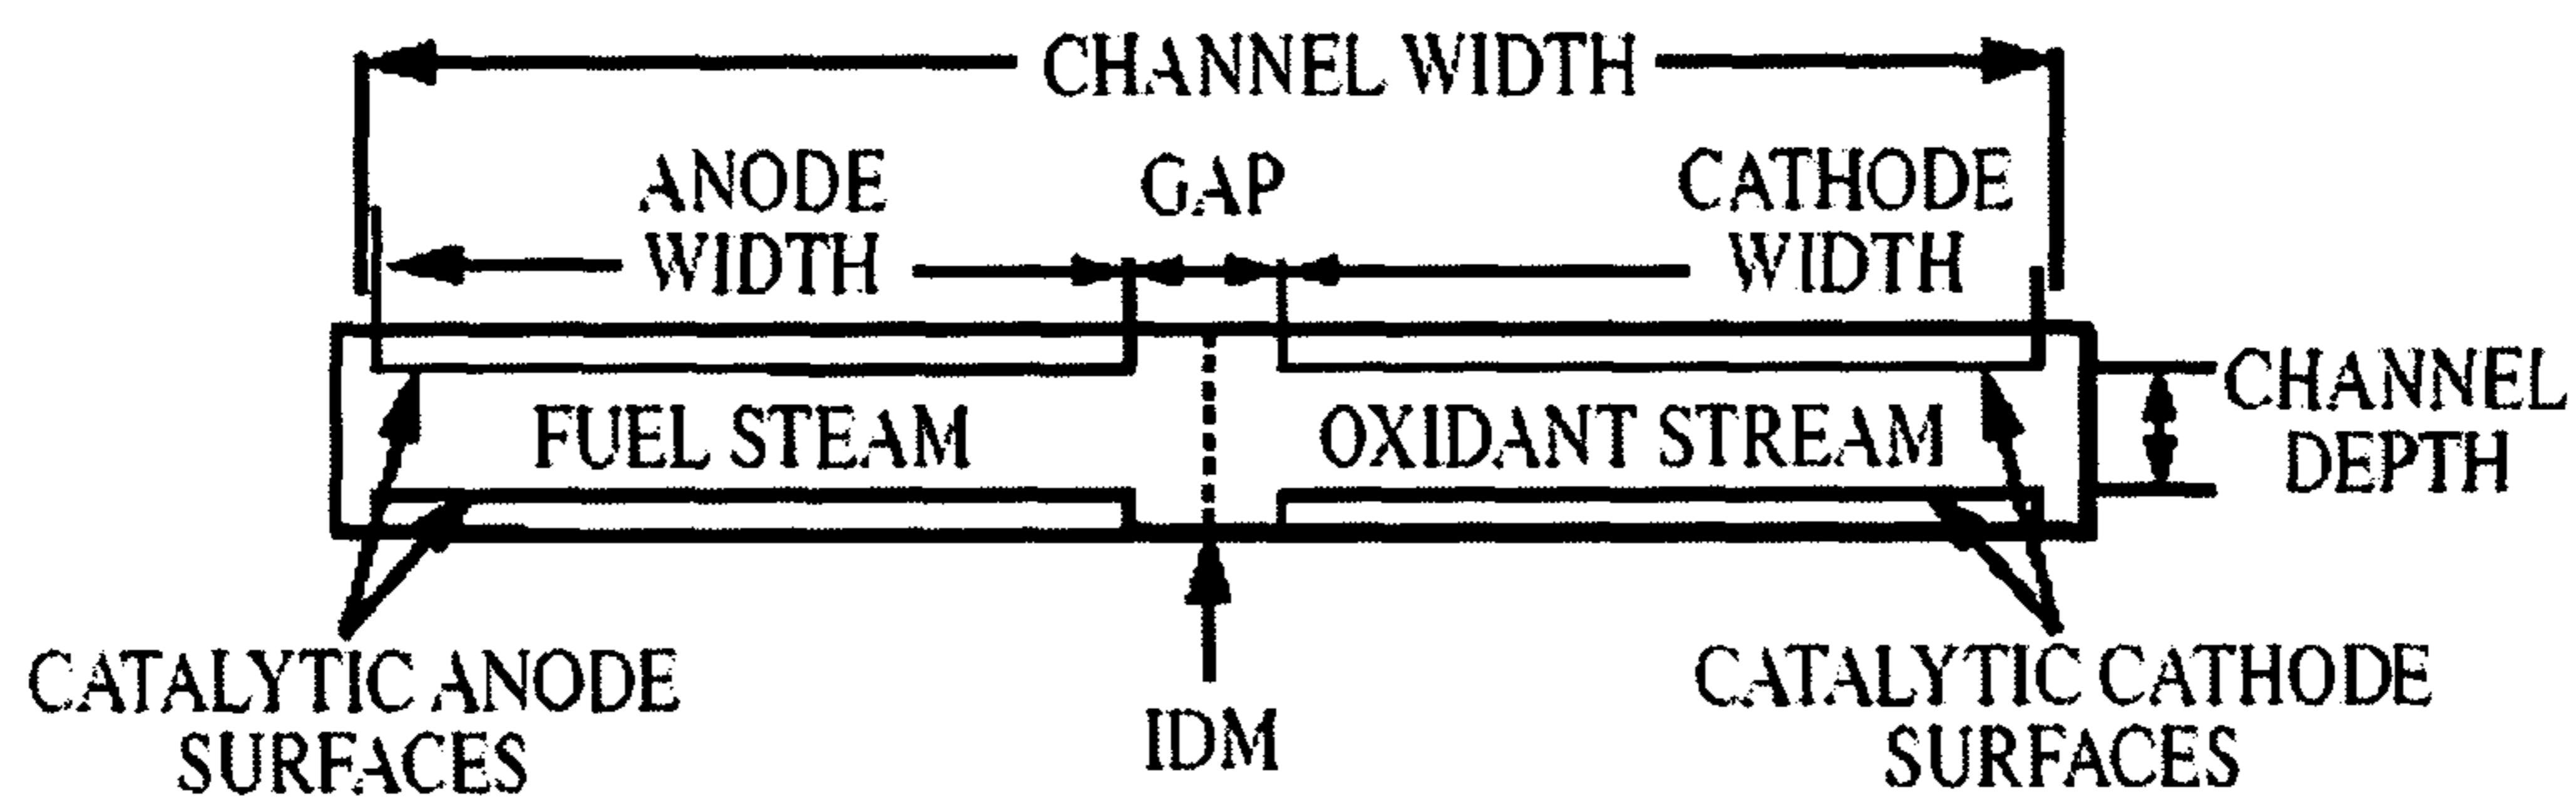 CHANNEL WIDTH
ANODE
WIDTH
GAP
CATHODE
WIDTH
FUEL STEAM
OXIDANT STREAM
CHANNEL
DEPTH
CATALYTIC ANODE
SURFACES
IDM
CATALYTIC CATHODE
SURFACES